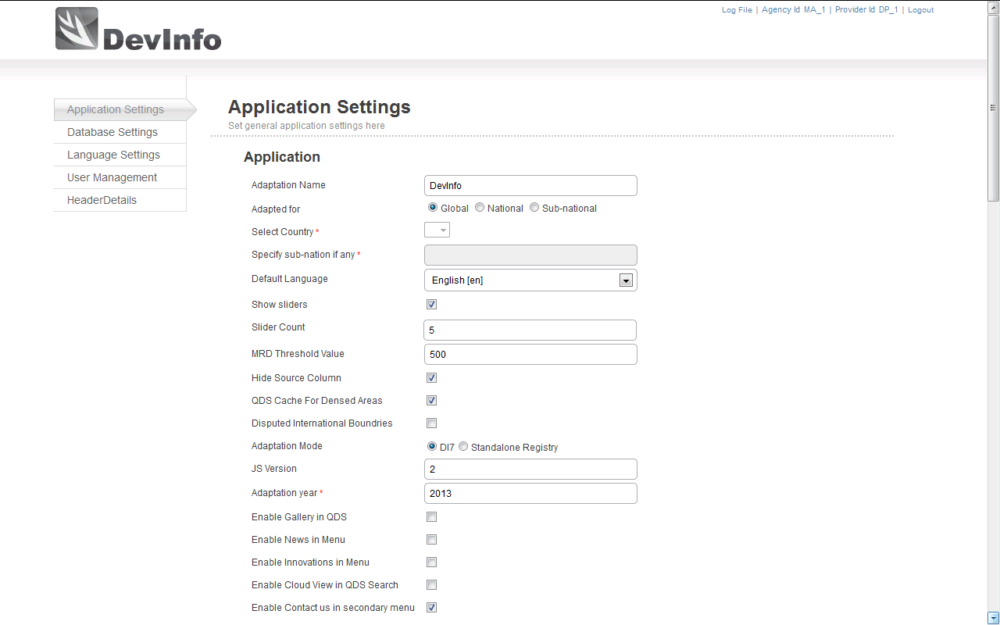 Log File | Agency Id MA_1 | Provider Id DP_1 | Logout
DevInfo
Application Settings
Database Settings
Language Settings
User Management
HeaderDetails
Application Settings
Set general application settings here
Application
Adaptation Name DevInfo
Adapted for Global National Sub-national
Select Country *
Specify sub-nation if any *
Default Language English [en]
Show sliders
Slider Count 5
MRD Threshold Value 500
Hide Source Column
QDS Cache For Densed Areas
Disputed International Boundries
Adaptation Mode DI7 Standalone Registry
JS Version 2
Adaptation year * 2013
Enable Gallery in QDS
Enable News in Menu
Enable Innovations in Menu
Enable Cloud View in QDS Search
Enable Contact us in secondary menu